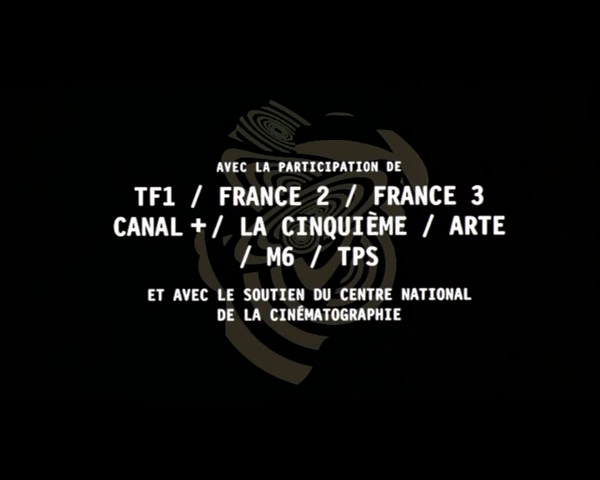 AVEC LA PARTICIPATION DE
TF1 / FRANCE 2 / FRANCE 3
CANAL + / LA CINQUIÈME / ARTE
/ M6 / TPS
ET AVEC LE SOUTIEN DU CENTRE NATIONAL
DE LA CINÉMATOGRAPHIE